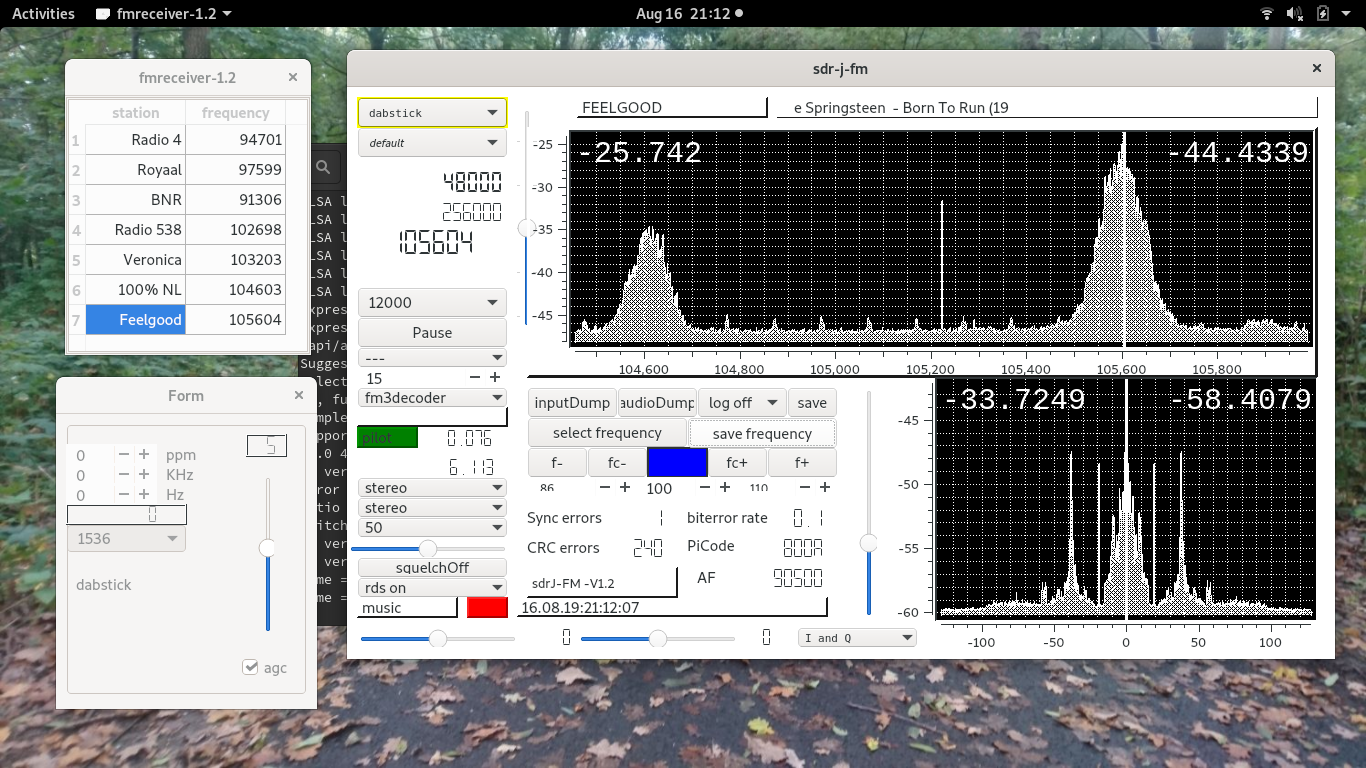 Activities fmreceiver-1.2 Aug 16 21:12
fmreceiver-1.2
station frequency
1 Radio 4 94701
2 Royaal 97599
3 BNR 91306
4 Radio 538 102698
5 Veronica 103203
6 100% NL 104603
7 Feelgood 105604
Form
5
0 ppm
0 KHz
0 Hz
0
1536
dabstick
agc
sdr-j-fm
dabstick
default
48000
256000
105604
12000
Pause
---
15
fm3decoder
pilot 0.076
6.113
stereo
stereo
50
squelchOff
rds on
music
FEELGOOD e Springsteen - Born To Run (19
-25.742 -44.4339
-25
-30
-35
-40
-45
104,600 104,800 105,000 105,200 105,400 105,600 105,800
inputDump audioDump log off save
select frequency save frequency
f- fc- fc+ f+
86 100 110
Sync errors 1 biterror rate 0.1
CRC errors 240 PiCode 800A
sdrJ-FM -V1.2 AF 90500
16.08.19:21:12:07
0 0 I and Q
-33.7249 -58.4079
-45
-50
-55
-60
-100 -50 0 50 100